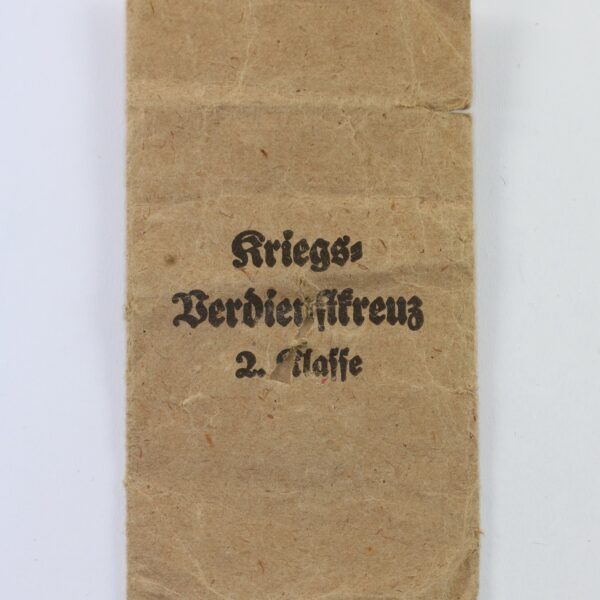 Kriegs-
Verdienstkreuz
2. Klasse